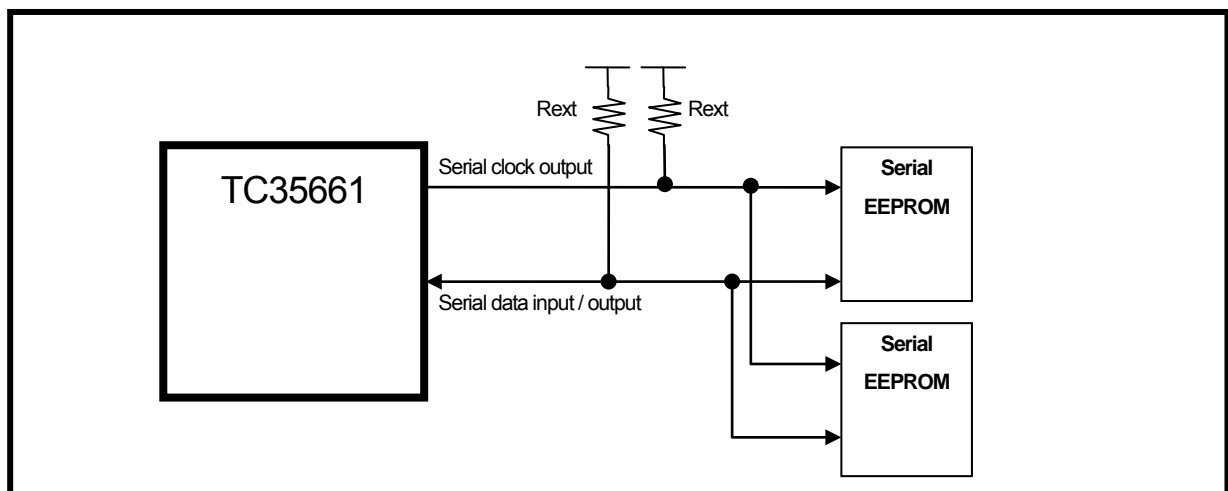 Rext
Rext
Serial clock output
TC35661
Serial
EEPROM
Serial data input / output
Serial
EEPROM